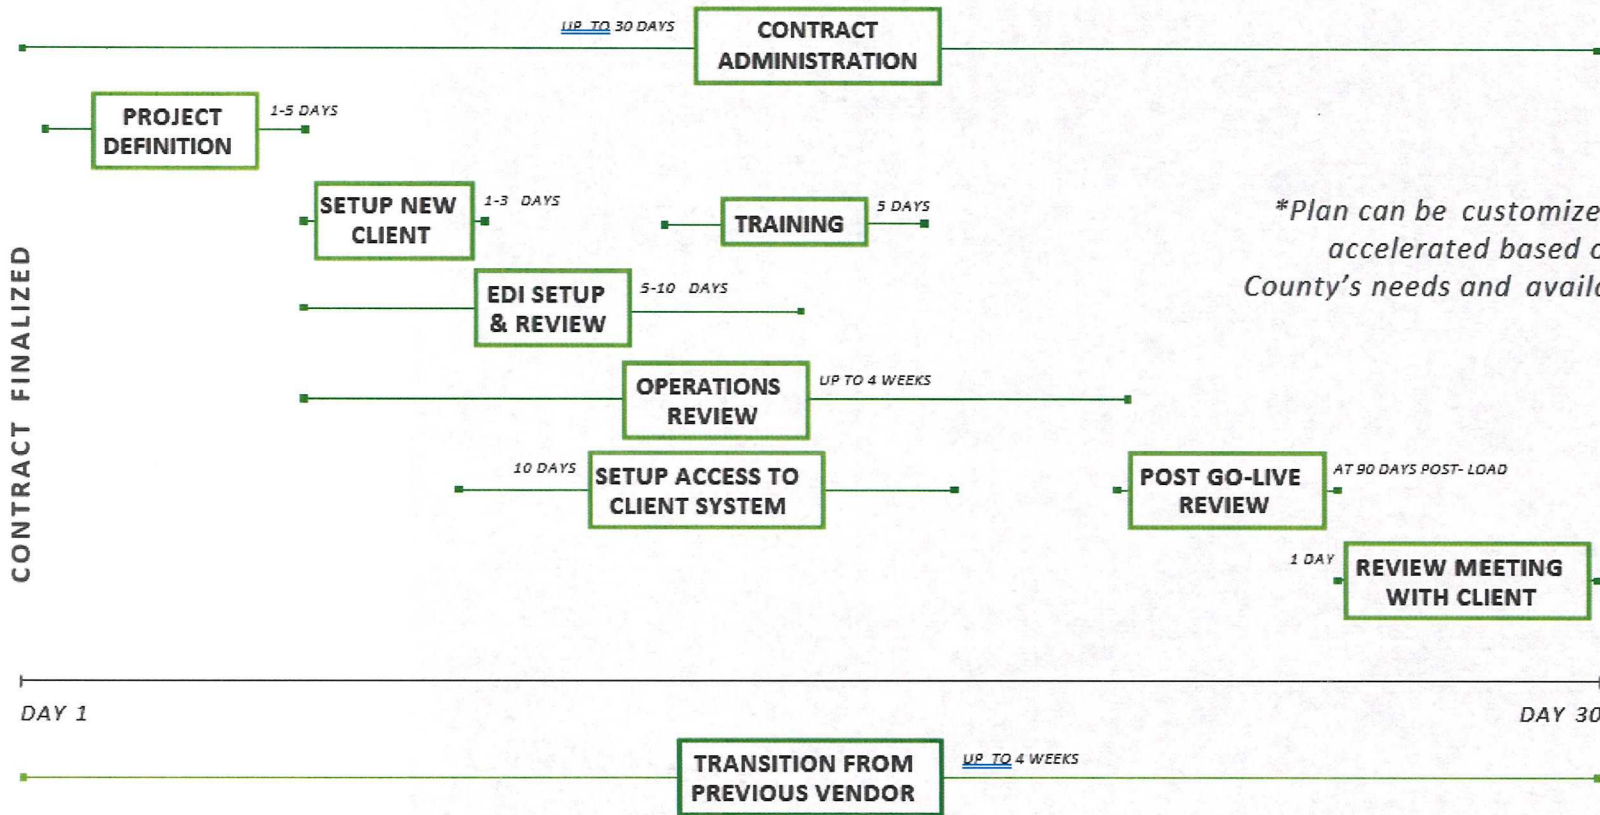 UP TO 30 DAYS
CONTRACT
ADMINISTRATION
PROJECT
DEFINITION
1-5 DAYS
SETUP NEW
CLIENT
1-3 DAYS
TRAINING
5 DAYS
*Plan can be customize
accelerated based o
County's needs and availa
CONTRACT FINALIZED
EDI SETUP
& REVIEW
5-10 DAYS
OPERATIONS
REVIEW
UP TO 4 WEEKS
10 DAYS
SETUP ACCESS TO
CLIENT SYSTEM
POST GO-LIVE
REVIEW
AT 90 DAYS POST- LOAD
1 DAY
REVIEW MEETING
WITH CLIENT
DAY 1
DAY 30
TRANSITION FROM
PREVIOUS VENDOR
UP TO 4 WEEKS